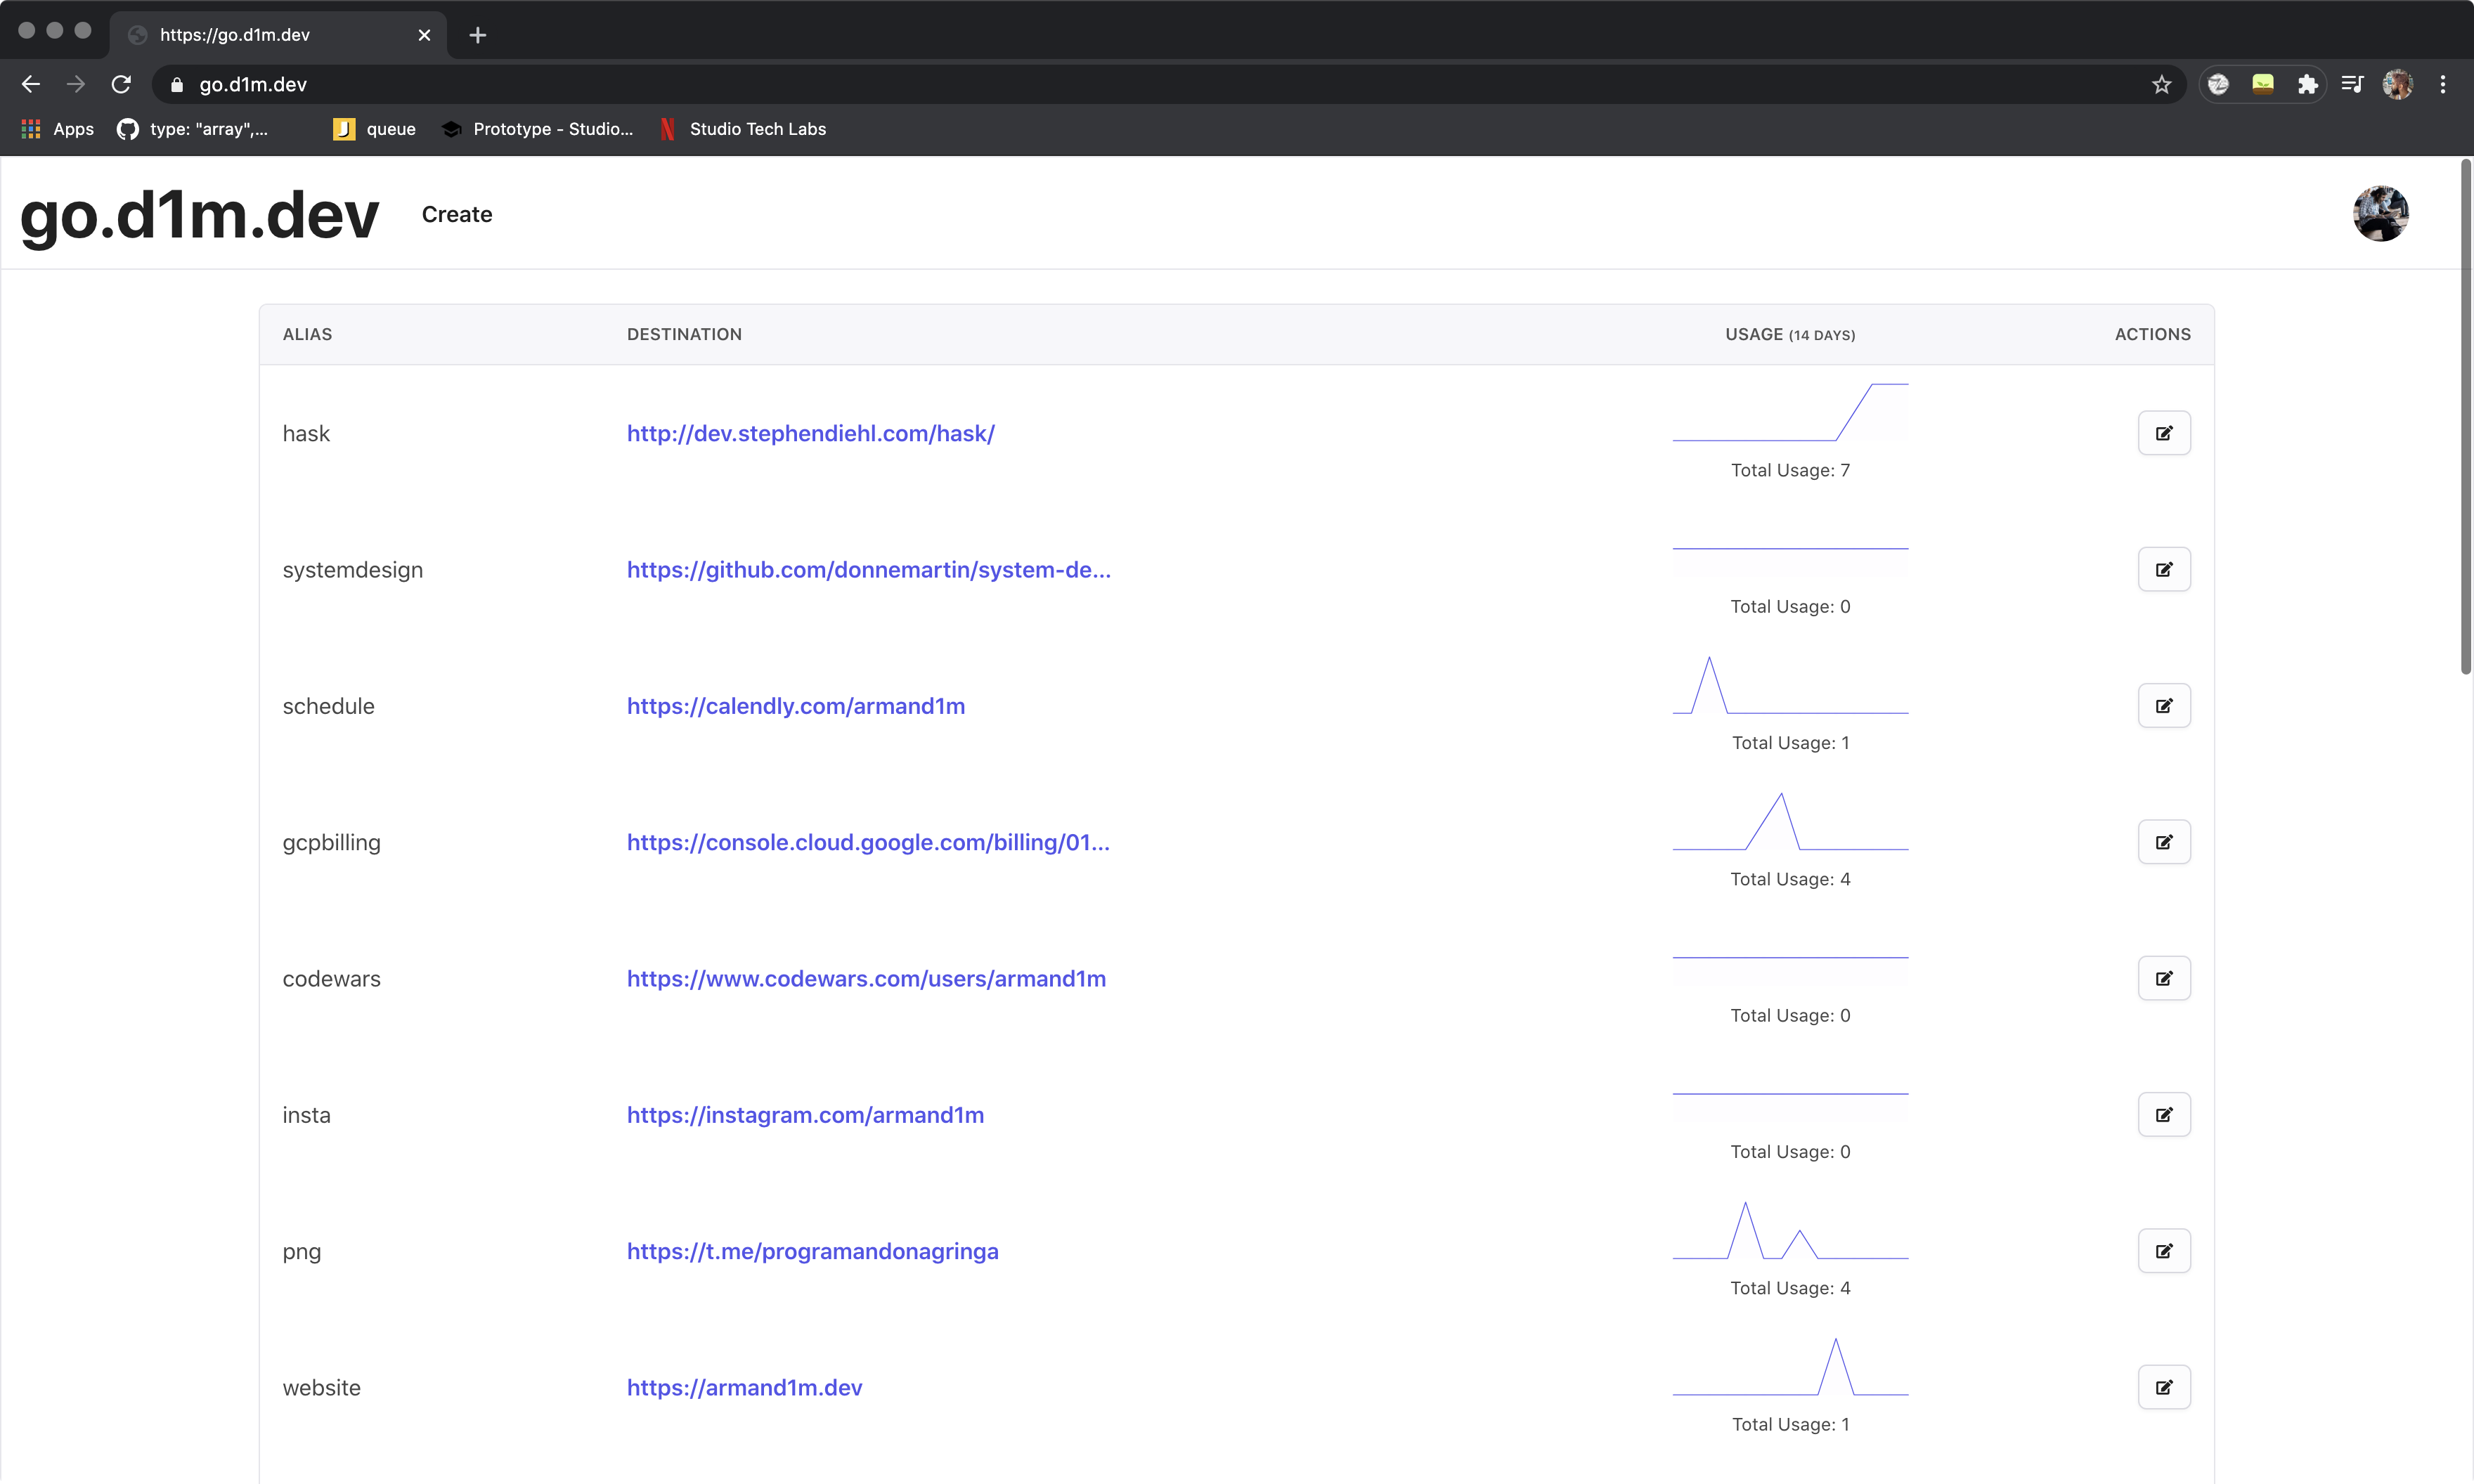 https://go.d1m.dev
go.d1m.dev
Apps type: "array",... queue Prototype - Studio... Studio Tech Labs
go.d1m.dev Create
ALIAS DESTINATION USAGE (14 DAYS) ACTIONS
hask http://dev.stephendiehl.com/hask/
Total Usage: 7
systemdesign https://github.com/donnemartin/system-de...
Total Usage: 0
schedule https://calendly.com/armand1m
Total Usage: 1
gcpbilling https://console.cloud.google.com/billing/01...
Total Usage: 4
codewars https://www.codewars.com/users/armand1m
Total Usage: 0
insta https://instagram.com/armand1m
Total Usage: 0
png https://t.me/programandonagringa
Total Usage: 4
website https://armand1m.dev
Total Usage: 1